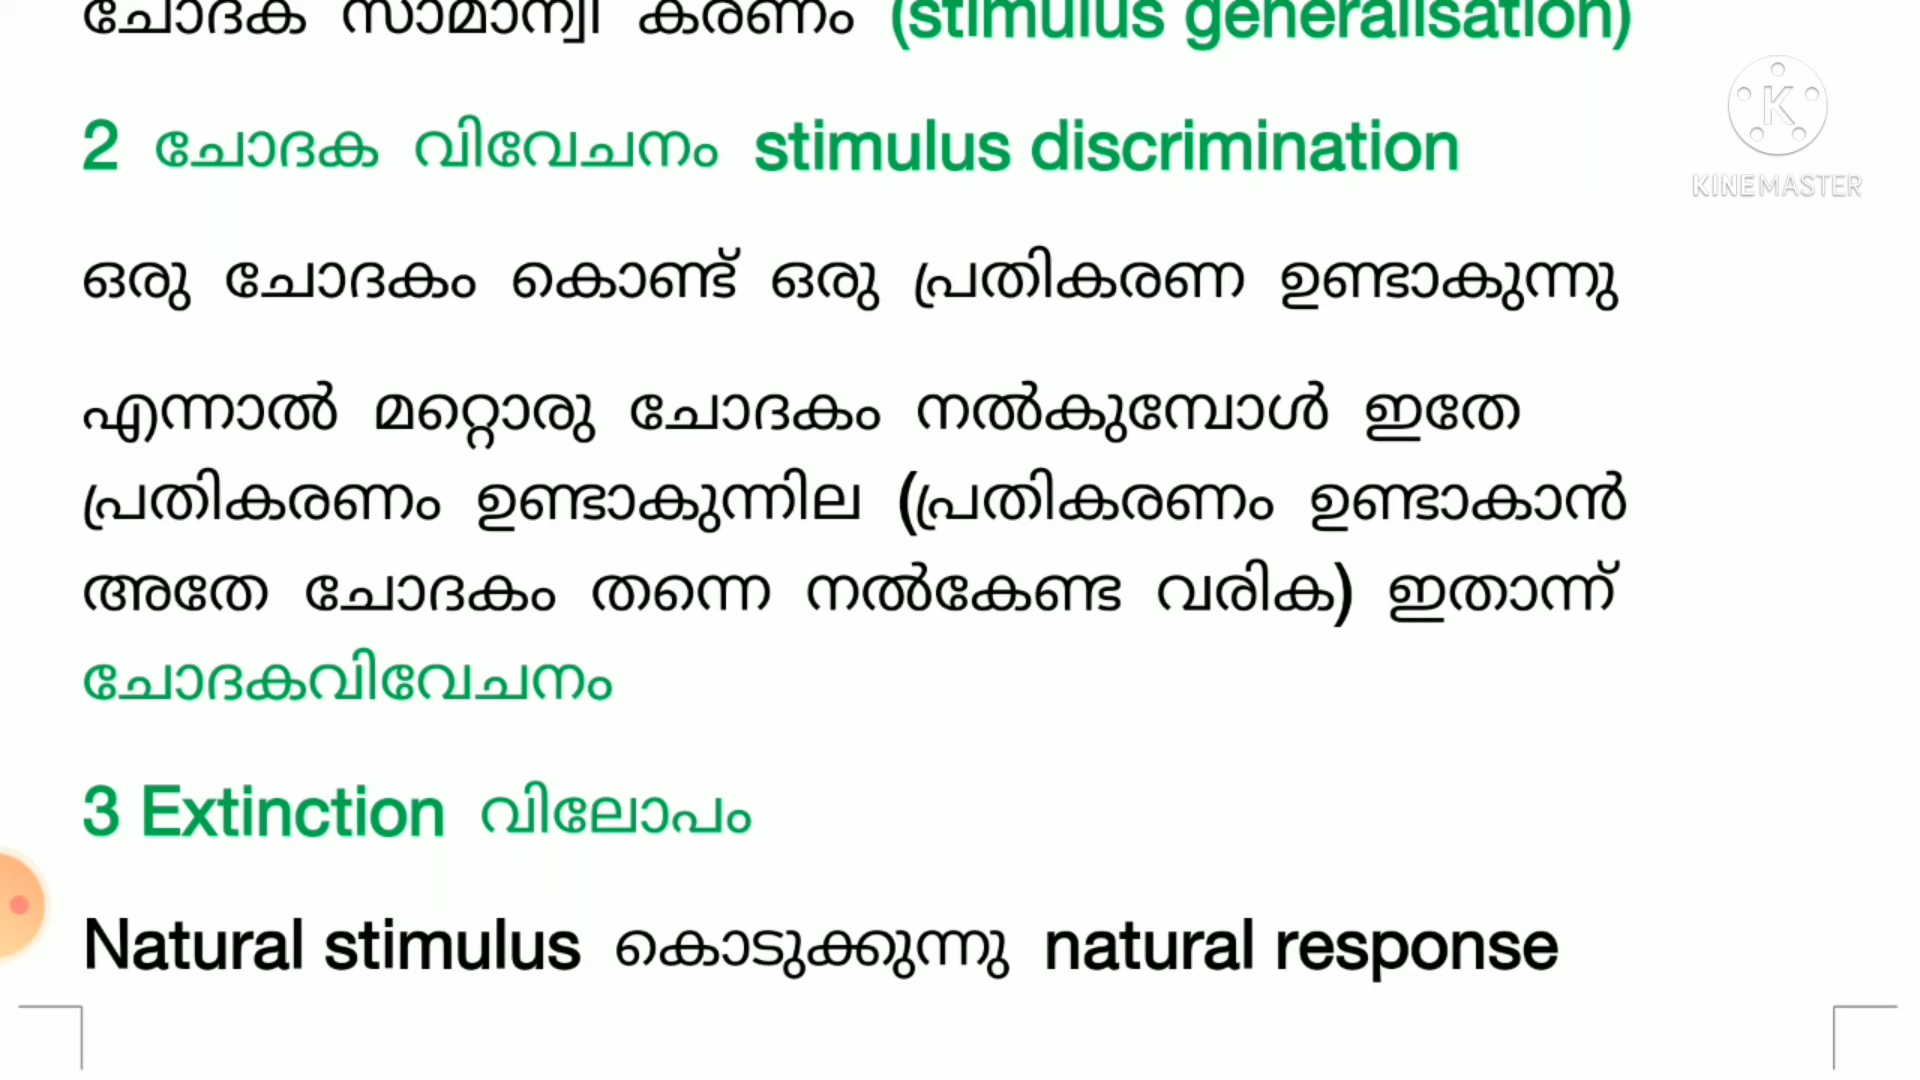 ചോദക സാമാന്വീ കരണം (stimulus generalisation)
2 ചോദക വിവേചനം stimulus discrimination
KINEMASTER
ഒരു ചോദകം കൊണ്ട് ഒരു പ്രതികരണ ഉണ്ടാകുന്നു
എന്നാൽ മറ്റൊരു ചോദകം നൽകുമ്പോൾ ഇതേ
പ്രതികരണം ഉണ്ടാകുന്നില (പ്രതികരണം ഉണ്ടാകാൻ
അതേ ചോദകം തന്നെ നൽകേണ്ട വരിക) ഇതാന്ന്
ചോദകവിവേചനം
3 Extinction വിലോപം
Natural stimulus കൊടുക്കുന്നു natural response